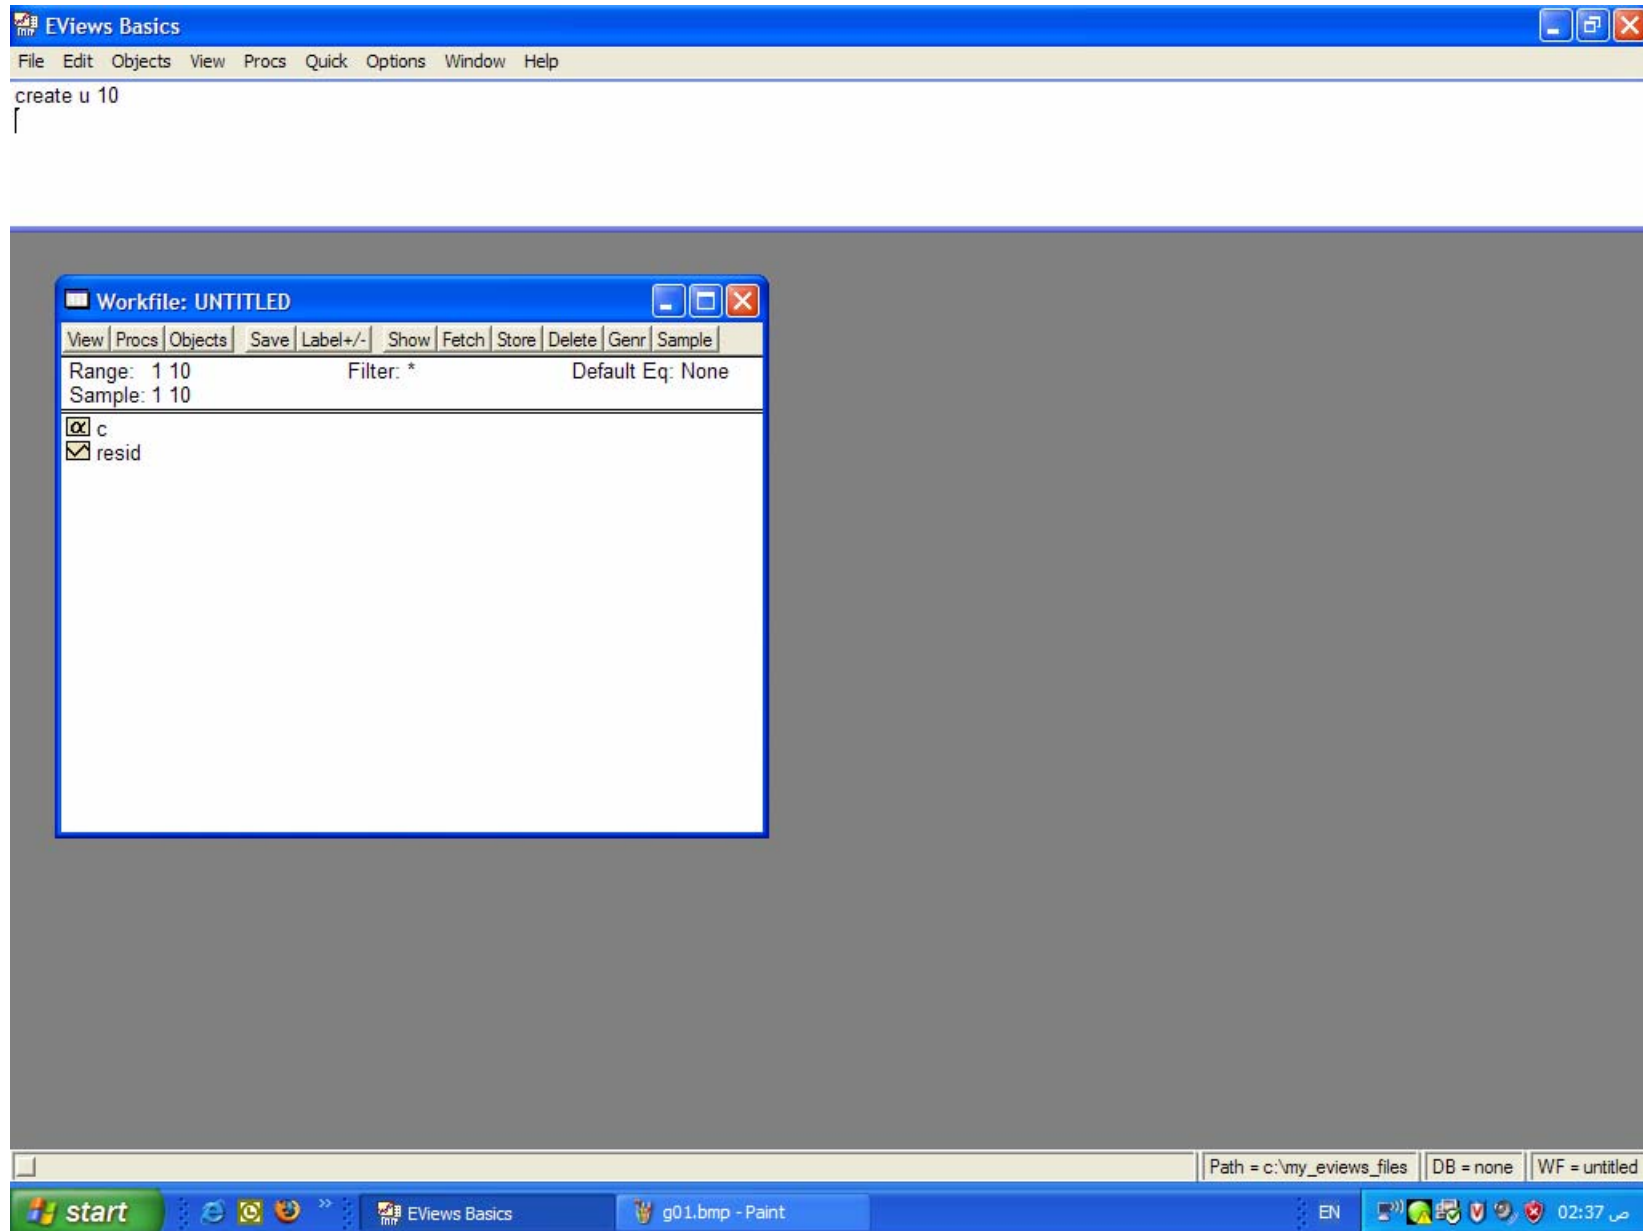 EViews Basics
File Edit Objects View Procs Quick Options Window Help
create u 10
Workfile: UNTITLED
View Procs Objects Save Label+/- Show Fetch Store Delete Genr Sample
Range: 1 10 Filter: * Default Eq: None
Sample: 1 10
α c
resid
Path = c:\my_eviews_files DB = none WF = untitled
start EViews Basics g01.bmp - Paint EN 02:37 ص